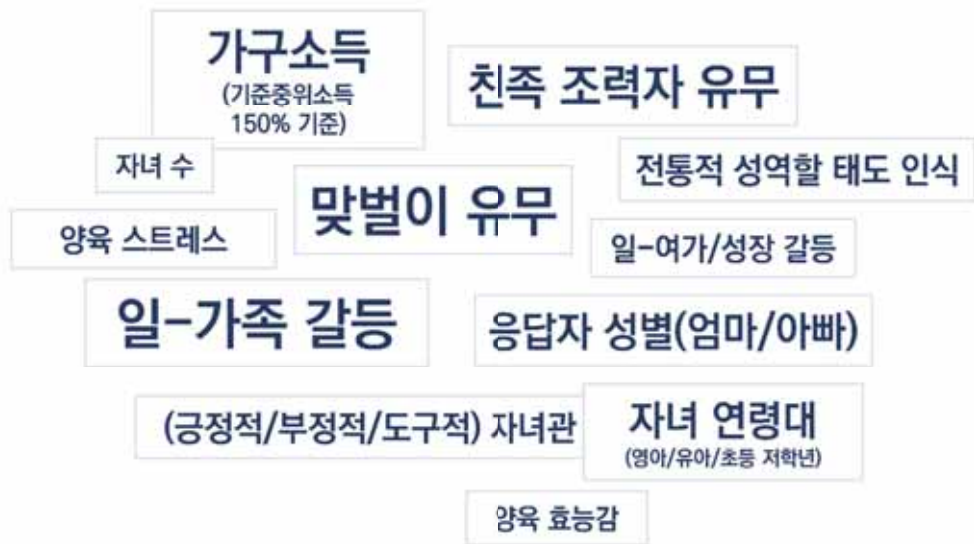 가구소득
(기준중위소득
150% 기준)
친족 조력자 유무
자녀 수
전통적 성역할 태도 인식
맞벌이 유무
양육 스트레스
일-여가/성장 갈등
일-가족 갈등
응답자 성별(엄마/아빠)
(긍정적/부정적/도구적) 자녀관
자녀 연령대
(영아/유아/초등 저학년)
양육 효능감